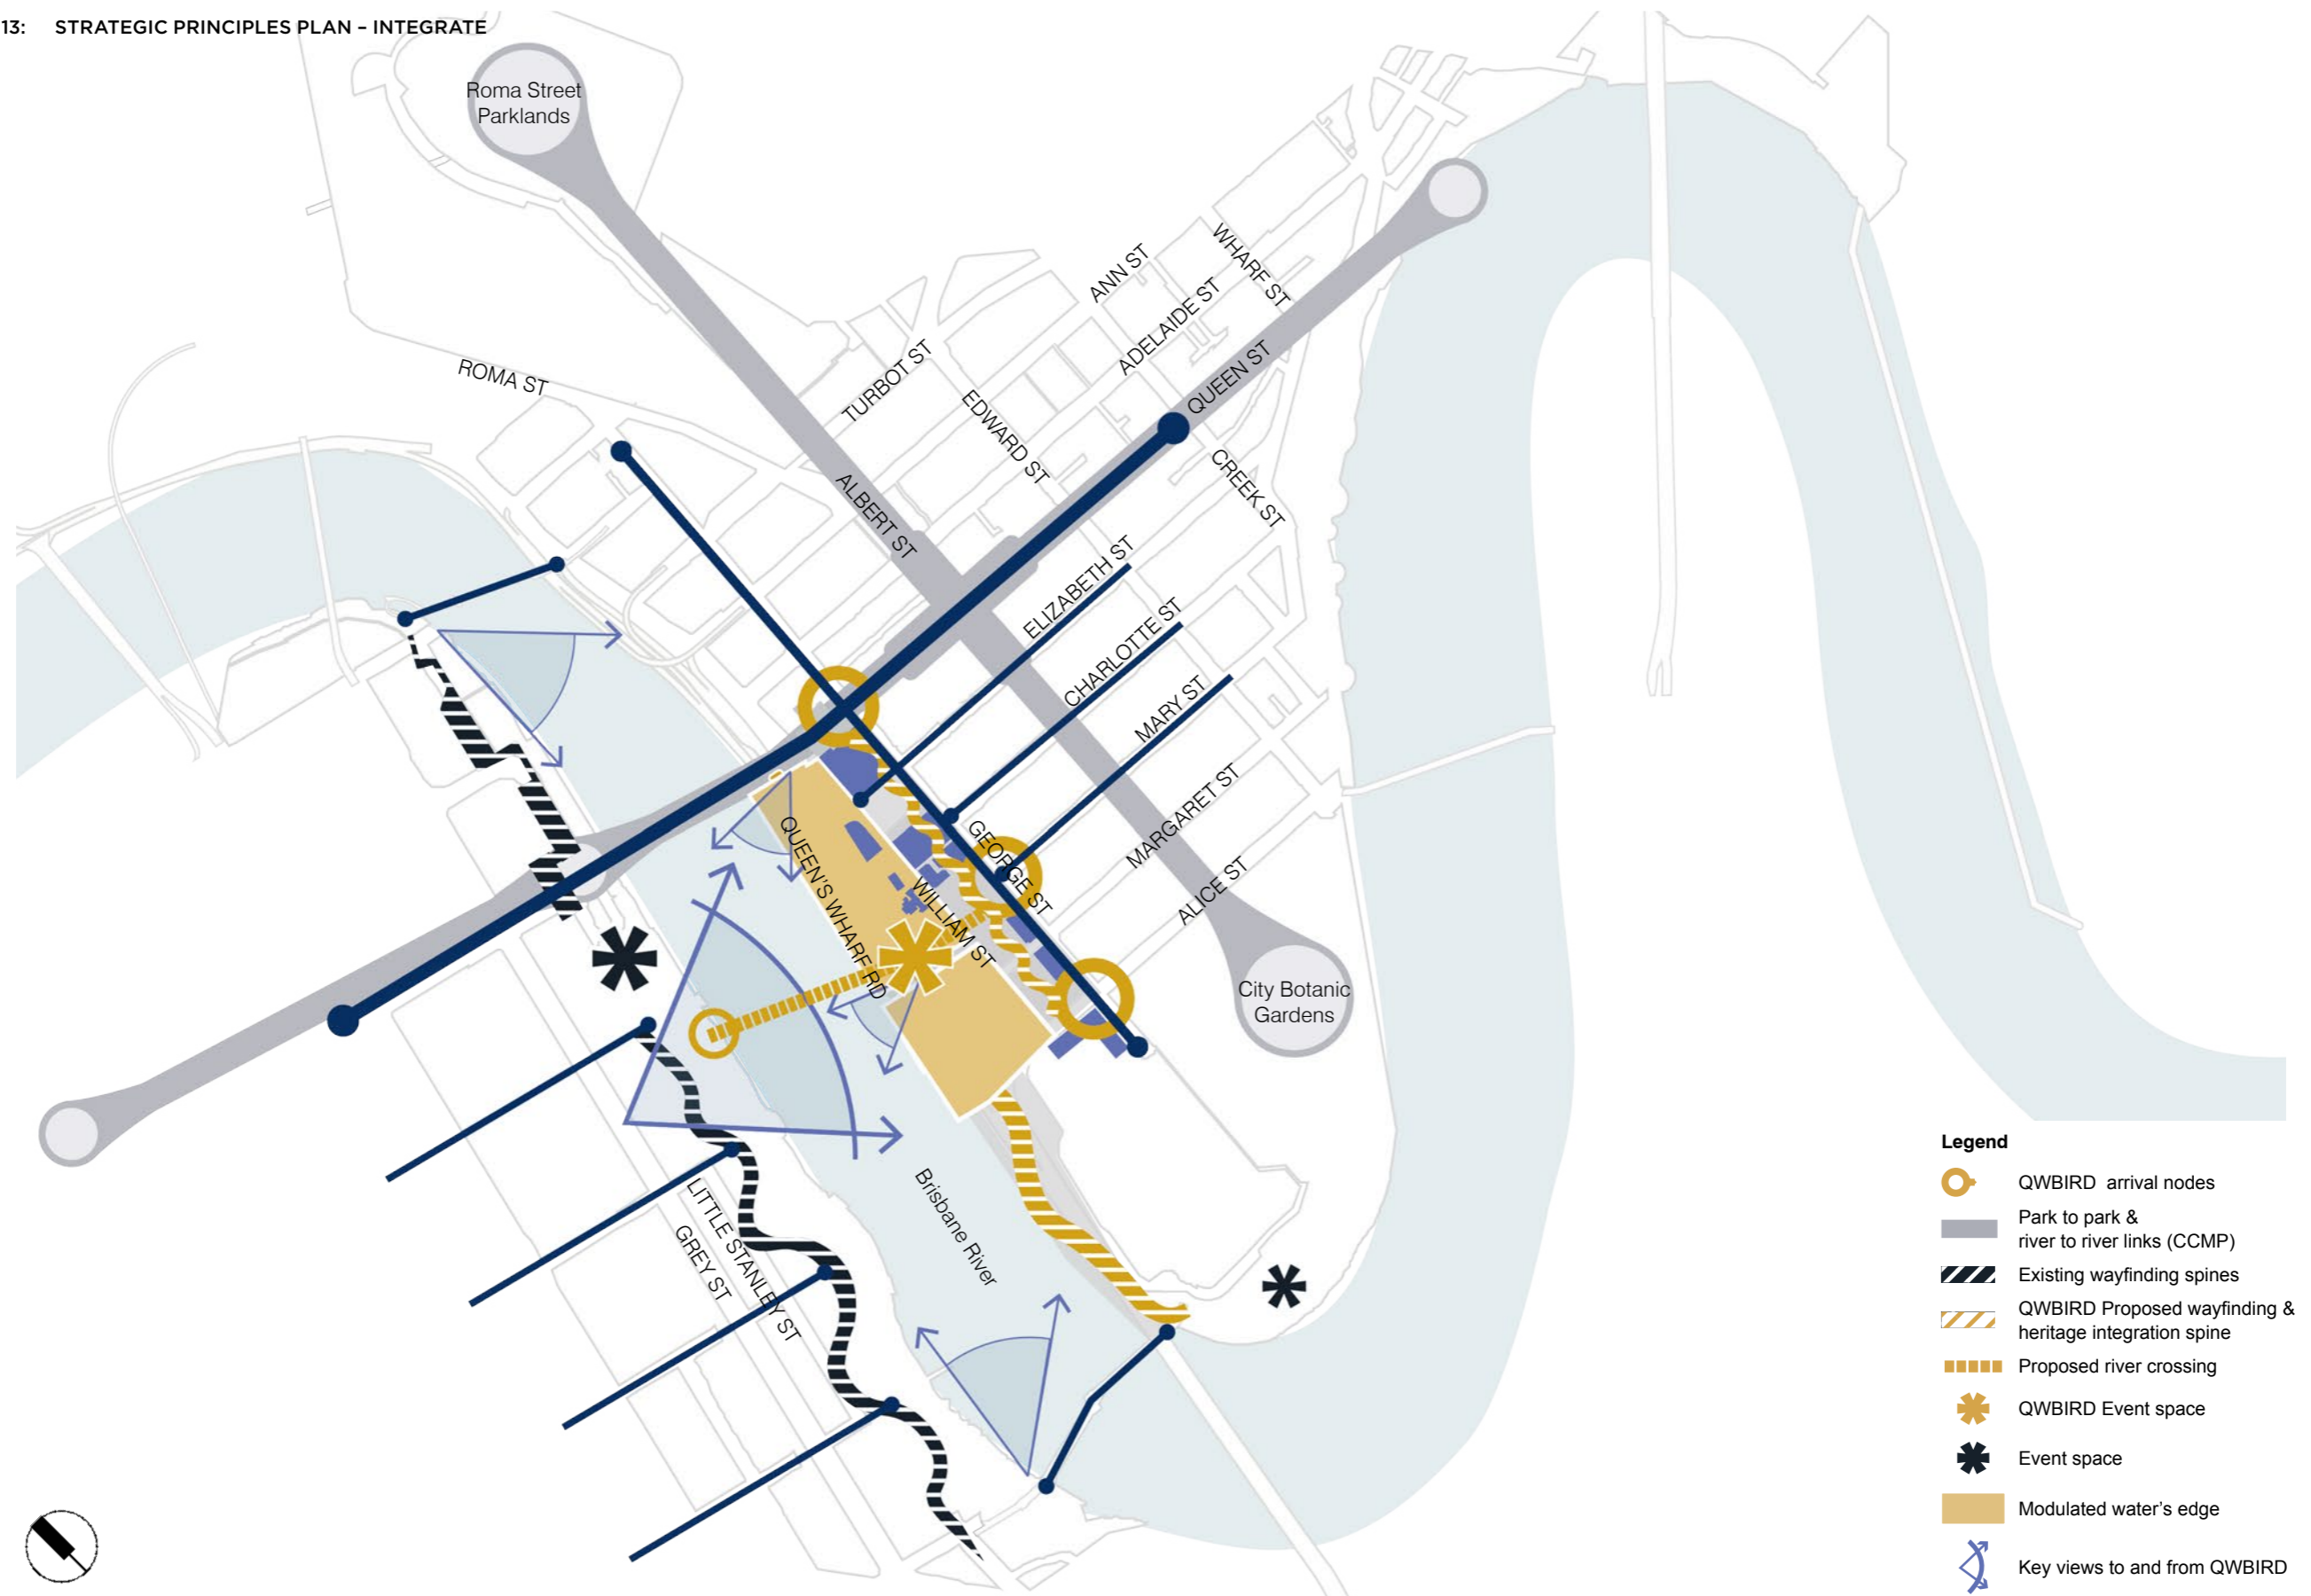 13: STRATEGIC PRINCIPLES PLAN – INTEGRATE
Roma Street
Parklands
ANN ST
WHARF ST
ADELAIDE ST
QUEEN ST
TURBOT ST
ROMA ST
EDWARD ST
CREEK ST
ALBERT ST
ELIZABETH ST
CHARLOTTE ST
MARY ST
MARGARET ST
GEORGE ST
ALICE ST
QUEEN'S WHARF RD
WILLIAM ST
City Botanic
Gardens
Brisbane River
LITTLE STANLEY ST
GREY ST
Legend
QWBIRD arrival nodes
Park to park &
river to river links (CCMP)
Existing wayfinding spines
QWBIRD Proposed wayfinding &
heritage integration spine
Proposed river crossing
QWBIRD Event space
Event space
Modulated water's edge
Key views to and from QWBIRD